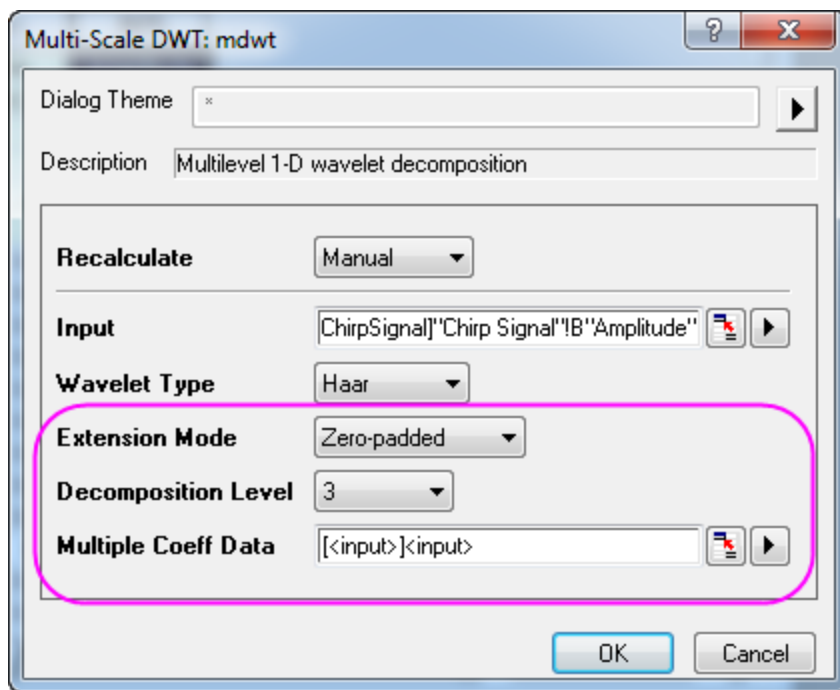 Multi-Scale DWT: mdwt
?
Dialog Theme *
Description Multilevel 1-D wavelet decomposition
Recalculate Manual
Input ChirpSignal]"Chirp Signal"!B"Amplitude"
Wavelet Type Haar
Extension Mode Zero-padded
Decomposition Level 3
Multiple Coeff Data [<input>]<input>
OK Cancel